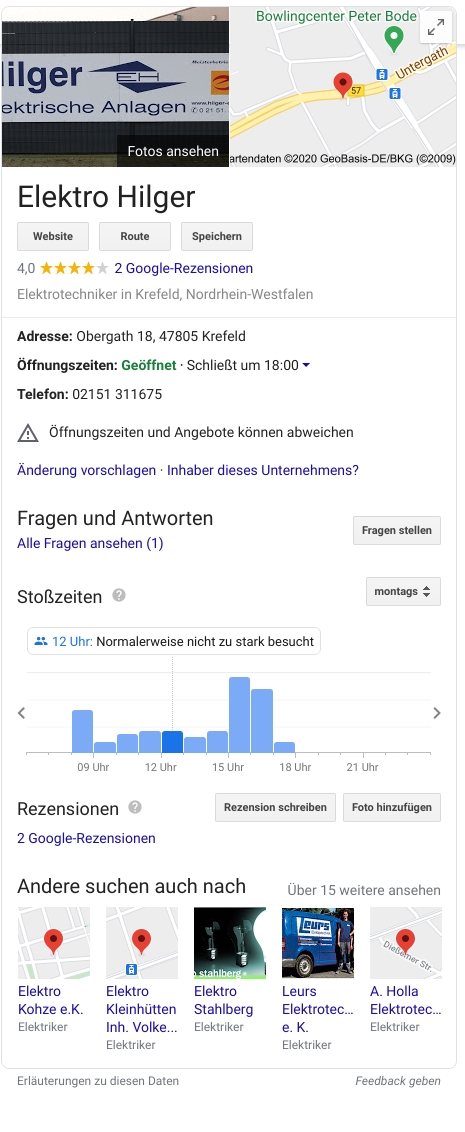 Bowlingcenter Peter Bode
Untergath
57
ilger
EH
Meisterbetri
ektrische Anlagen
www.hilger-e
✆ 0 21 51
Fotos ansehen
artendaten ©2020 GeoBasis-DE/BKG (©2009)
Elektro Hilger
Website
Route
Speichern
4,0 ★★★★★ 2 Google-Rezensionen
Elektrotechniker in Krefeld, Nordrhein-Westfalen
Adresse: Obergath 18, 47805 Krefeld
Öffnungszeiten: Geöffnet · Schließt um 18:00
Telefon: 02151 311675
Öffnungszeiten und Angebote können abweichen
Änderung vorschlagen · Inhaber dieses Unternehmens?
Fragen und Antworten
Fragen stellen
Alle Fragen ansehen (1)
Stoßzeiten ?
montags
12 Uhr: Normalerweise nicht zu stark besucht
09 Uhr 12 Uhr 15 Uhr 18 Uhr 21 Uhr
Rezensionen ?
Rezension schreiben
Foto hinzufügen
2 Google-Rezensionen
Andere suchen auch nach
Über 15 weitere ansehen
stahlberg
Leurs
Dießemer Str.
Elektro
Kohze e.K.
Elektriker
Elektro
Kleinhütten
Inh. Volke...
Elektriker
Elektro
Stahlberg
Elektriker
Leurs
Elektrotec...
e. K.
Elektriker
A. Holla
Elektrotec...
Elektriker
Erläuterungen zu diesen Daten
Feedback geben